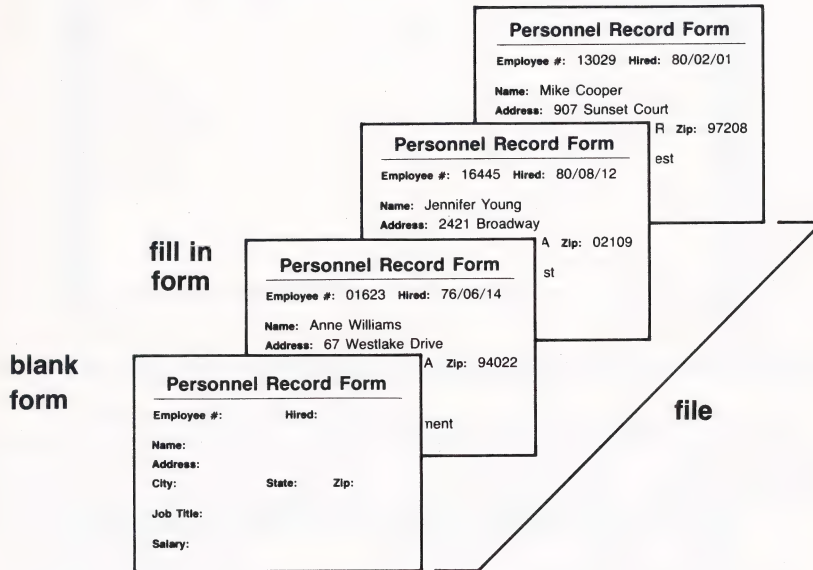 Personnel Record Form
Employee #: 13029 Hired: 80/02/01
Name: Mike Cooper
Address: 907 Sunset Court
R Zip: 97208
est
Personnel Record Form
Employee #: 16445 Hired: 80/08/12
Name: Jennifer Young
Address: 2421 Broadway
A Zip: 02109
st
fill in
form
Personnel Record Form
Employee #: 01623 Hired: 76/06/14
Name: Anne Williams
Address: 67 Westlake Drive
A Zip: 94022
ment
blank
form
Personnel Record Form
Employee #: Hired:
Name:
Address:
City: State: Zip:
Job Title:
Salary:
file